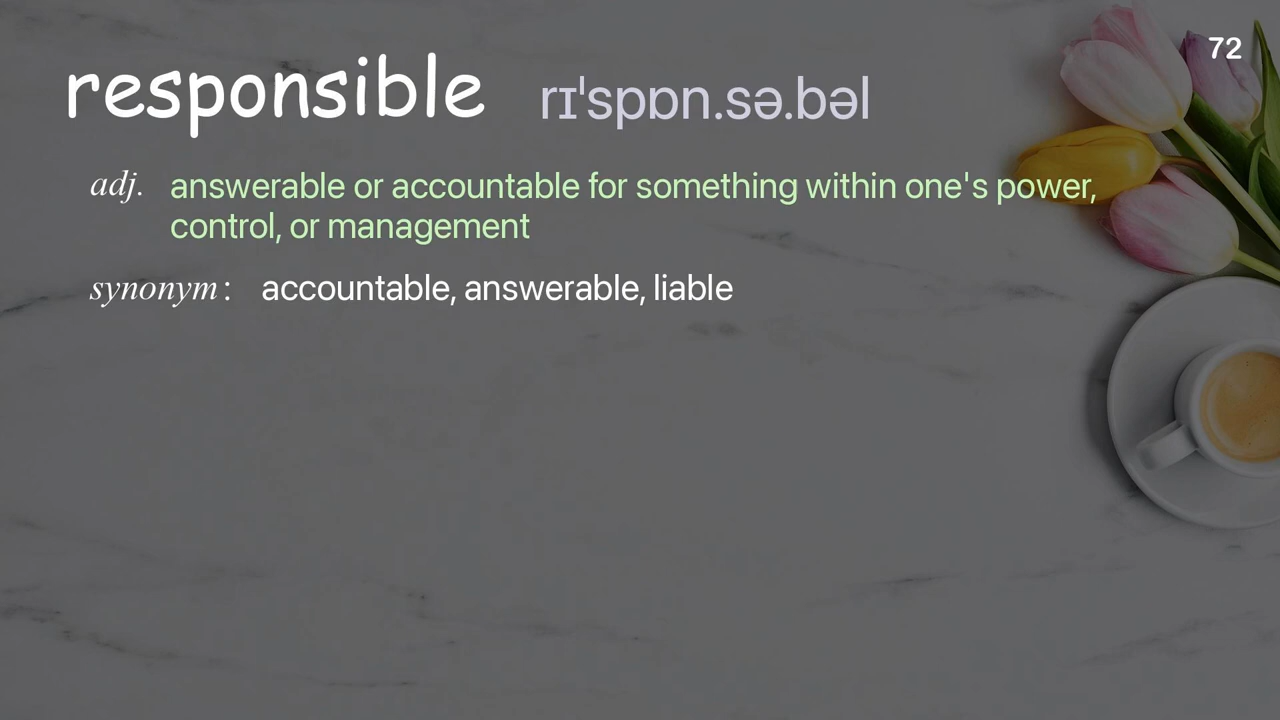 72
responsible rɪˈspɒn.sə.bəl
adj. answerable or accountable for something within one's power,
control, or management
synonym : accountable, answerable, liable